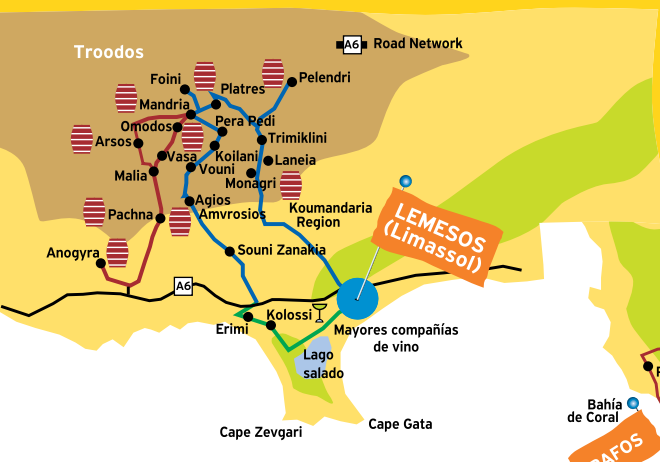 Troodos
A6 Road Network
Foini
Platres
Pelendri
Mandria
Omodos
Pera Pedi
Arsos
Trimiklini
Vasa
Koilani
Laneia
Malia
Vouni
Monagri
Pachna
Agios
Amvrosios
Koumandaria
Region
LEMESOS
(Limassol)
Anogyra
Souni Zanakia
A6
Kolossi
Erimi
Mayores compañías
de vino
Lago
salado
Cape Zevgari
Cape Gata
Bahía
de Coral